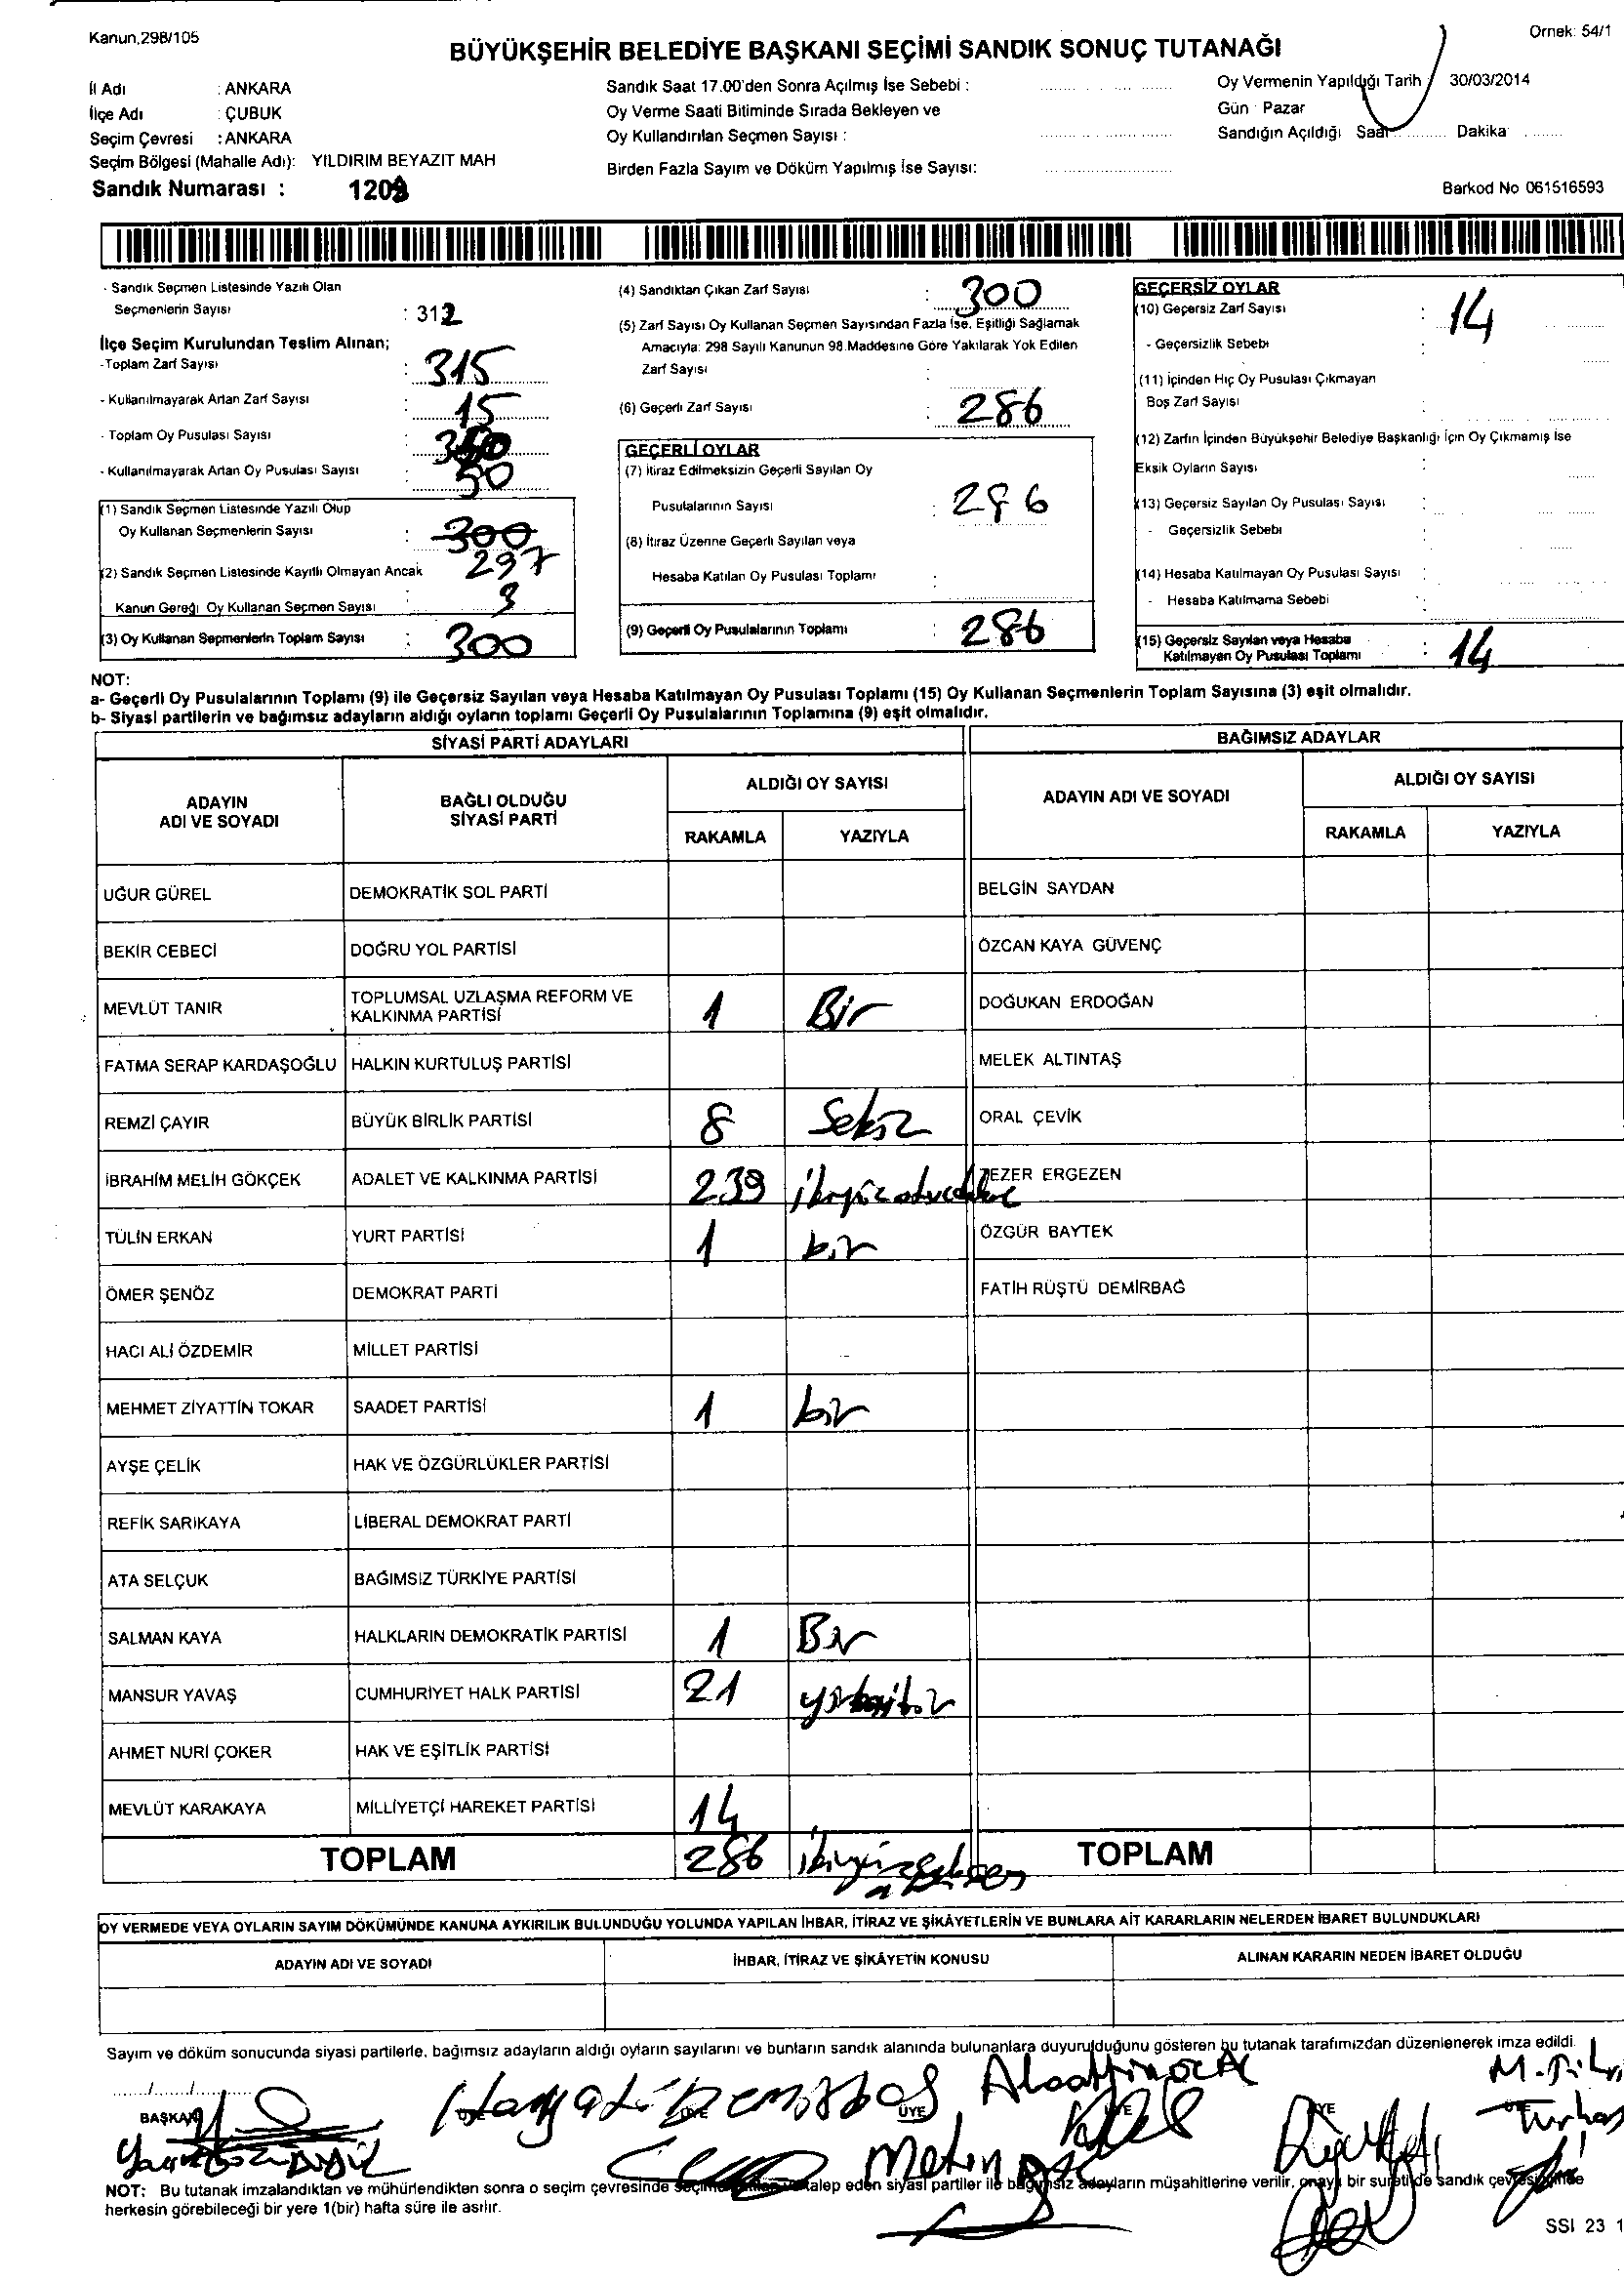 Kanun,298/105
Örnek: 54/1
BÜYÜKŞEHİR BELEDİYE BAŞKANI SEÇİMİ SANDIK SONUÇ TUTANAĞI
İl Adı : ANKARA
İlçe Adı : ÇUBUK
Seçim Çevresi : ANKARA
Seçim Bölgesi (Mahalle Adı): YILDIRIM BEYAZIT MAH
Sandık Numarası : 1209
Sandık Saat 17.00'den Sonra Açılmış İse Sebebi :
Oy Verme Saati Bitiminde Sırada Bekleyen ve
Oy Kullandırılan Seçmen Sayısı :
Birden Fazla Sayım ve Döküm Yapılmış İse Sayısı:
Oy Vermenin Yapıldığı Tarih 30/03/2014
Gün : Pazar
Sandığın Açıldığı Saat Dakika
Barkod No 061516593
- Sandık Seçmen Listesinde Yazılı Olan
Seçmenlerin Sayısı : 312
İlçe Seçim Kurulundan Teslim Alınan;
-Toplam Zarf Sayısı : 315
- Kullanılmayarak Artan Zarf Sayısı : 15
- Toplam Oy Pusulası Sayısı :
- Kullanılmayarak Artan Oy Pusulası Sayısı : 50
(1) Sandık Seçmen Listesinde Yazılı Olup
Oy Kullanan Seçmenlerin Sayısı : 300
297
(2) Sandık Seçmen Listesinde Kayıtlı Olmayan Ancak
Kanun Gereği Oy Kullanan Seçmen Sayısı : 3
(3) Oy Kullanan Seçmenlerin Toplam Sayısı : 300
(4) Sandıktan Çıkan Zarf Sayısı : 300
(5) Zarf Sayısı Oy Kullanan Seçmen Sayısından Fazla İse, Eşitliği Sağlamak
Amacıyla: 298 Sayılı Kanunun 98.Maddesine Göre Yakılarak Yok Edilen
Zarf Sayısı :
(6) Geçerli Zarf Sayısı : 286
GEÇERLİ OYLAR
(7) İtiraz Edilmeksizin Geçerli Sayılan Oy
Pusulalarının Sayısı : 286
(8) İtiraz Üzerine Geçerli Sayılan veya
Hesaba Katılan Oy Pusulası Toplamı :
(9) Geçerli Oy Pusulalarının Toplamı : 286
GEÇERSİZ OYLAR
(10) Geçersiz Zarf Sayısı : 14
- Geçersizlik Sebebi :
(11) İçinden Hiç Oy Pusulası Çıkmayan
Boş Zarf Sayısı :
(12) Zarfın İçinden Büyükşehir Belediye Başkanlığı İçin Oy Çıkmamış İse
Eksik Oyların Sayısı :
(13) Geçersiz Sayılan Oy Pusulası Sayısı :
- Geçersizlik Sebebi :
(14) Hesaba Katılmayan Oy Pusulası Sayısı :
- Hesaba Katılmama Sebebi :
(15) Geçersiz Sayılan veya Hesaba
Katılmayan Oy Pusulası Toplamı : 14
NOT:
a- Geçerli Oy Pusulalarının Toplamı (9) ile Geçersiz Sayılan veya Hesaba Katılmayan Oy Pusulası Toplamı (15) Oy Kullanan Seçmenlerin Toplam Sayısına (3) eşit olmalıdır.
b- Siyasi partilerin ve bağımsız adayların aldığı oyların toplamı Geçerli Oy Pusulalarının Toplamına (9) eşit olmalıdır.
SİYASİ PARTİ ADAYLARI BAĞIMSIZ ADAYLAR
ADAYIN ADI VE SOYADI BAĞLI OLDUĞU SİYASİ PARTİ ALDIĞI OY SAYISI RAKAMLA YAZIYLA ADAYIN ADI VE SOYADI ALDIĞI OY SAYISI RAKAMLA YAZIYLA
UĞUR GÜREL DEMOKRATİK SOL PARTİ BELGİN SAYDAN
BEKİR CEBECİ DOĞRU YOL PARTİSİ ÖZCAN KAYA GÜVENÇ
MEVLÜT TANIR TOPLUMSAL UZLAŞMA REFORM VE KALKINMA PARTİSİ 1 Bir DOĞUKAN ERDOĞAN
FATMA SERAP KARDAŞOĞLU HALKIN KURTULUŞ PARTİSİ MELEK ALTINTAŞ
REMZİ ÇAYIR BÜYÜK BİRLİK PARTİSİ 8 Sekiz ORAL ÇEVİK
İBRAHİM MELİH GÖKÇEK ADALET VE KALKINMA PARTİSİ 239 ikiyüzotuzdokuz ZEZER ERGEZEN
TÜLİN ERKAN YURT PARTİSİ 1 bir ÖZGÜR BAYTEK
ÖMER ŞENÖZ DEMOKRAT PARTİ FATİH RÜŞTÜ DEMİRBAĞ
HACI ALİ ÖZDEMİR MİLLET PARTİSİ
MEHMET ZİYATTİN TOKAR SAADET PARTİSİ 1 bir
AYŞE ÇELİK HAK VE ÖZGÜRLÜKLER PARTİSİ
REFİK SARIKAYA LİBERAL DEMOKRAT PARTİ
ATA SELÇUK BAĞIMSIZ TÜRKİYE PARTİSİ
SALMAN KAYA HALKLARIN DEMOKRATİK PARTİSİ 1 Bir
MANSUR YAVAŞ CUMHURİYET HALK PARTİSİ 21
AHMET NURİ ÇOKER HAK VE EŞİTLİK PARTİSİ
MEVLÜT KARAKAYA MİLLİYETÇİ HAREKET PARTİSİ 14
TOPLAM 286 TOPLAM
OY VERMEDE VEYA OYLARIN SAYIM DÖKÜMÜNDE KANUNA AYKIRILIK BULUNDUĞU YOLUNDA YAPILAN İHBAR, İTİRAZ VE ŞİKÂYETLERİN VE BUNLARA AİT KARARLARIN NELERDEN İBARET BULUNDUKLARI
ADAYIN ADI VE SOYADI İHBAR, İTİRAZ VE ŞİKÂYETİN KONUSU ALINAN KARARIN NEDEN İBARET OLDUĞU
Sayım ve döküm sonucunda siyasi partilerle, bağımsız adayların aldığı oyların sayılarını ve bunların sandık alanında bulunanlara duyurulduğunu gösteren bu tutanak tarafımızdan düzenlenerek imza edildi.
BAŞKAN ÜYE ÜYE ÜYE ÜYE ÜYE ÜYE
Metin
NOT: Bu tutanak imzalandıktan ve mühürlendikten sonra o seçim çevresinde talep eden siyasi partiler ile bağımsız adayların müşahitlerine verilir, onaylı bir sureti de sandık çevresinde
herkesin görebileceği bir yere 1(bir) hafta süre ile asılır.
SSI 23 1